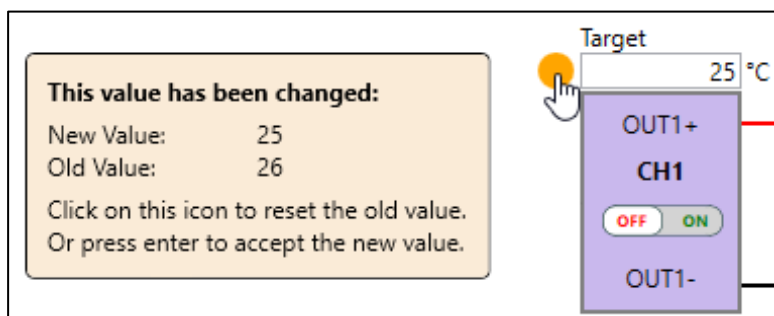 This value has been changed:
New Value: 25
Old Value: 26
Click on this icon to reset the old value.
Or press enter to accept the new value.
Target
25 °C
OUT1+
CH1
OFF ON
OUT1-